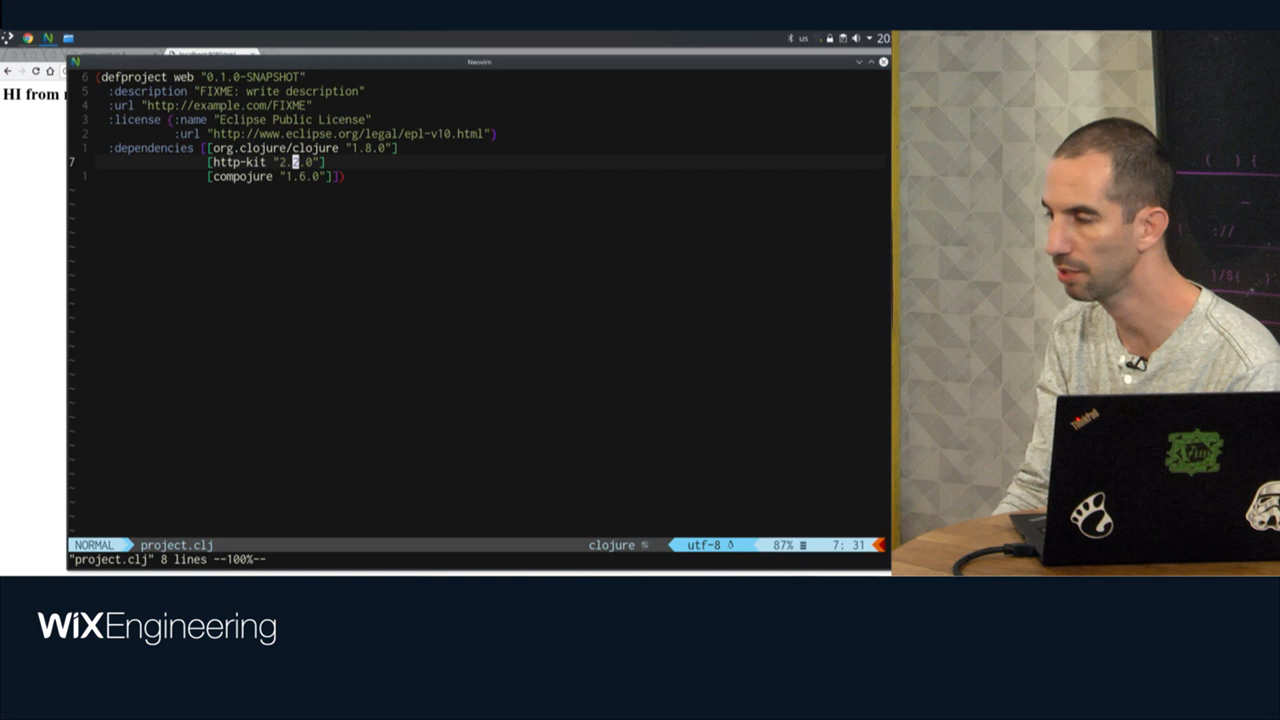 us
20
Neovim
HI from
6 (defproject web "0.1.0-SNAPSHOT"
5 :description "FIXME: write description"
4 :url "http://example.com/FIXME"
3 :license {:name "Eclipse Public License"
2 :url "http://www.eclipse.org/legal/epl-v10.html"}
1 :dependencies [[org.clojure/clojure "1.8.0"]
7 [http-kit "2.2.0"]
1 [compojure "1.6.0"]])
NORMAL project.clj clojure utf-8 87% 7: 31
"project.clj" 8 lines --100%--
ThinkPad
( { )
( ://
}/${ )
WiXEngineering